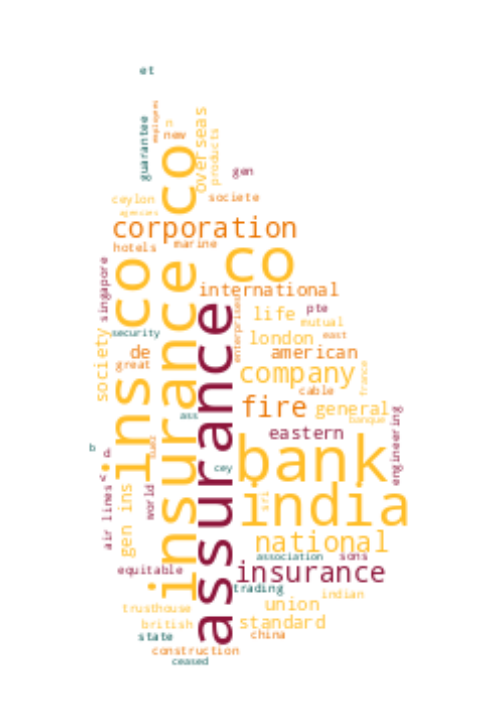 et
employees
guarantee
o
new
overseas
products
insurance co
gen
ceylon
societe
agencies
corporation
hotels
marine
co
singapore
ins co
international
assurance
enterprises
life
pte
mutual
security
society
london
east
de
american
great
company
france
cable
fire
general
ass
banque
eastern
engineering
b
bank
cey
air lines
gen ins
world
sri
india
national
association
sons
equitable
insurance
trading
indian
trusthouse
union
british
standard
state
china
construction
ceased